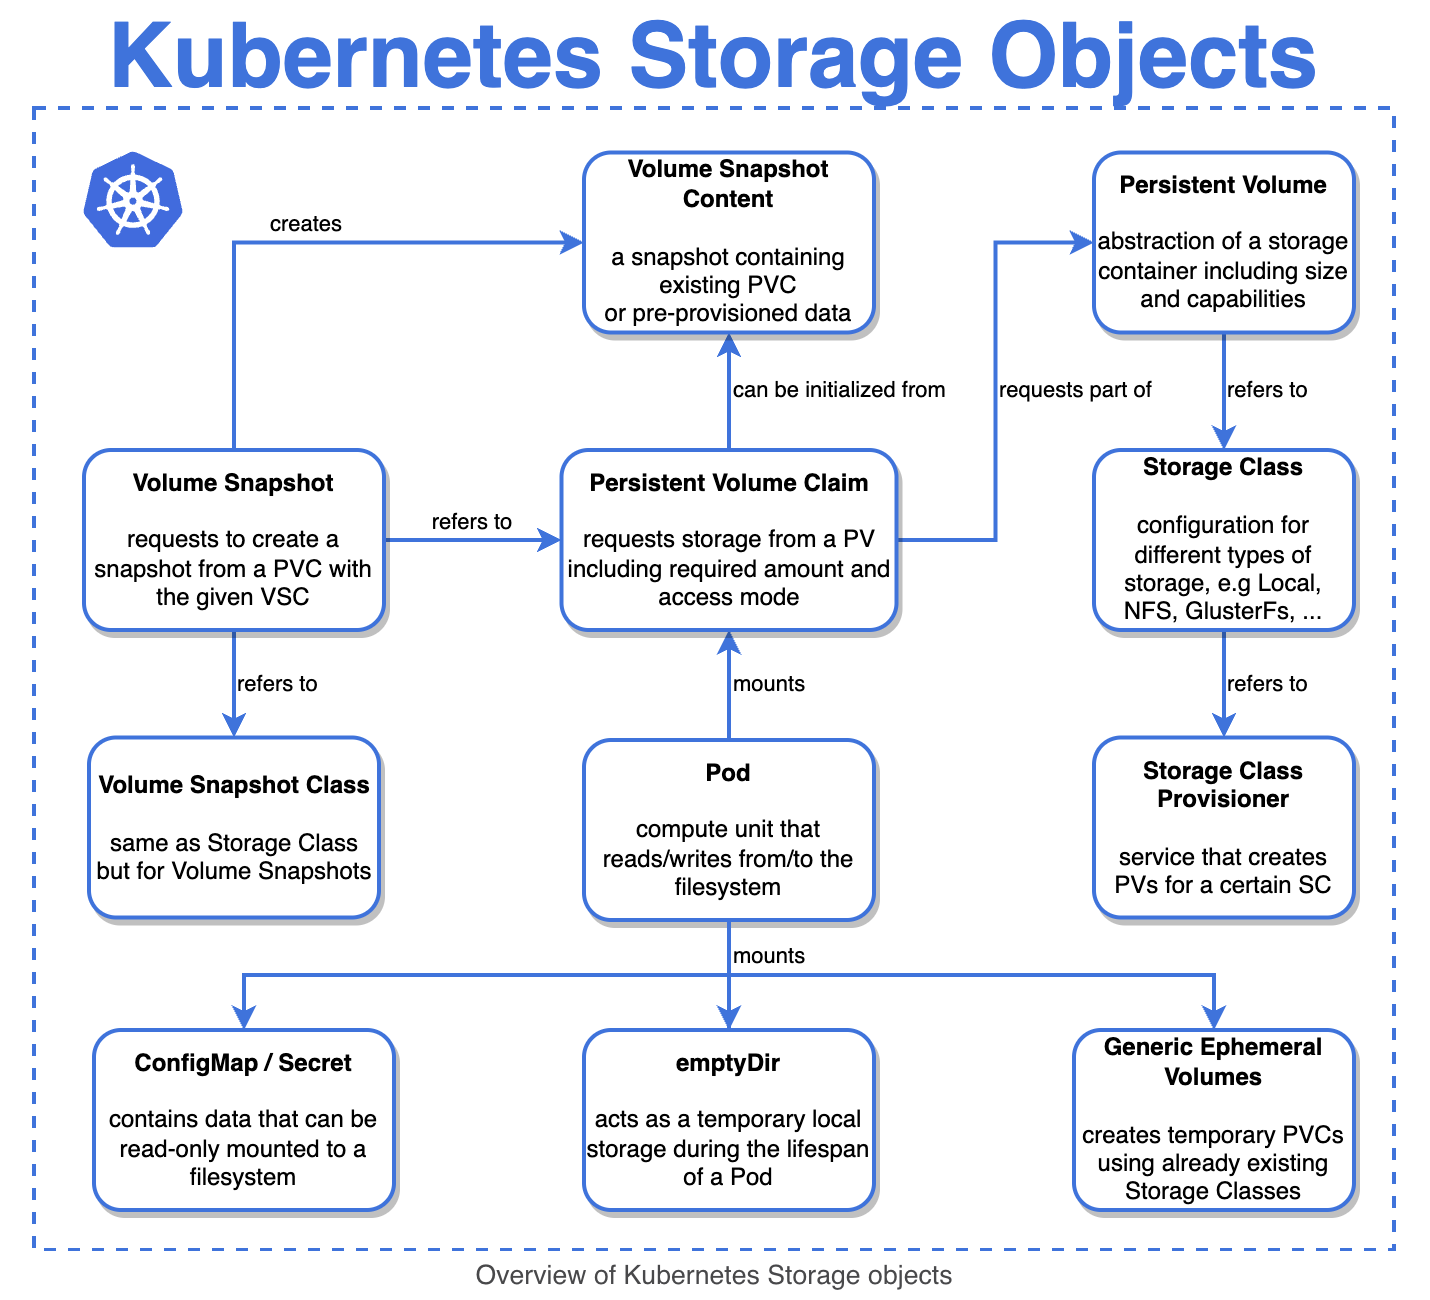 Kubernetes Storage Objects
creates
Volume Snapshot
Content
a snapshot containing
existing PVC
or pre-provisioned data
Persistent Volume
abstraction of a storage
container including size
and capabilities
can be initialized from
requests part of
refers to
Volume Snapshot
requests to create a
snapshot from a PVC with
the given VSC
refers to
Persistent Volume Claim
requests storage from a PV
including required amount and
access mode
Storage Class
configuration for
different types of
storage, e.g Local,
NFS, GlusterFs, ...
refers to
mounts
refers to
Volume Snapshot Class
same as Storage Class
but for Volume Snapshots
Pod
compute unit that
reads/writes from/to the
filesystem
Storage Class
Provisioner
service that creates
PVs for a certain SC
mounts
ConfigMap / Secret
contains data that can be
read-only mounted to a
filesystem
emptyDir
acts as a temporary local
storage during the lifespan
of a Pod
Generic Ephemeral
Volumes
creates temporary PVCs
using already existing
Storage Classes
Overview of Kubernetes Storage objects